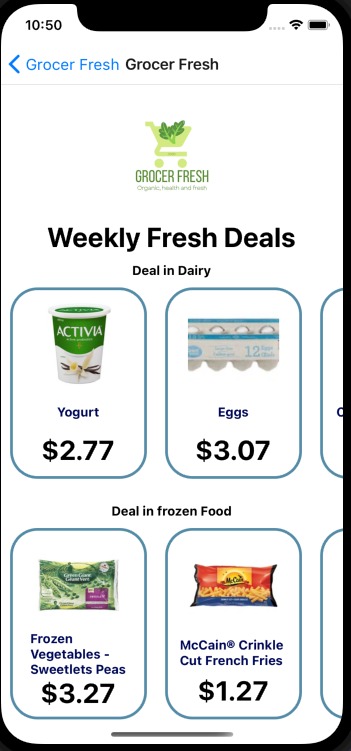 10:50
Grocer Fresh Grocer Fresh
GROCER FRESH
Organic, health and fresh
Weekly Fresh Deals
Deal in Dairy
ACTIVIA
12 Eggs
Yogurt
Eggs
$2.77
$3.07
Deal in frozen Food
Green Giant
McCain
Frozen
Vegetables -
Sweetlets Peas
$3.27
McCain® Crinkle
Cut French Fries
$1.27